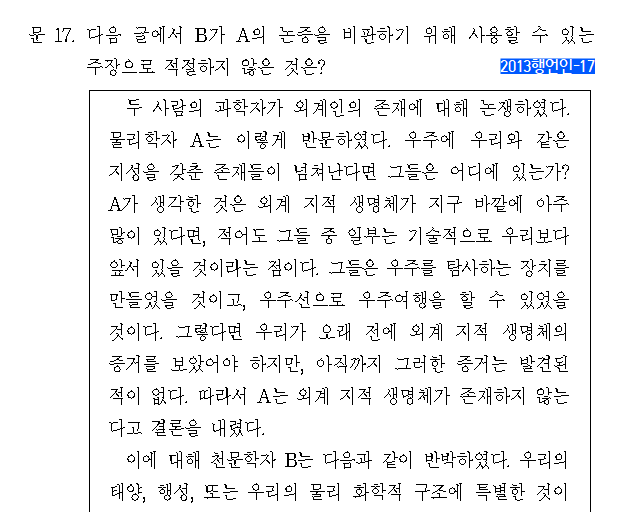 문 17. 다음 글에서 B가 A의 논증을 비판하기 위해 사용할 수 있는
주장으로 적절하지 않은 것은?
2013행언인-17
두 사람의 과학자가 외계인의 존재에 대해 논쟁하였다.
물리학자 A는 이렇게 반문하였다. 우주에 우리와 같은
지성을 갖춘 존재들이 넘쳐난다면 그들은 어디에 있는가?
A가 생각한 것은 외계 지적 생명체가 지구 바깥에 아주
많이 있다면, 적어도 그들 중 일부는 기술적으로 우리보다
앞서 있을 것이라는 점이다. 그들은 우주를 탐사하는 장치를
만들었을 것이고, 우주선으로 우주여행을 할 수 있었을
것이다. 그렇다면 우리가 오래 전에 외계 지적 생명체의
증거를 보았어야 하지만, 아직까지 그러한 증거는 발견된
적이 없다. 따라서 A는 외계 지적 생명체가 존재하지 않는
다고 결론을 내렸다.
이에 대해 천문학자 B는 다음과 같이 반박하였다. 우리의
태양, 행성, 또는 우리의 물리 화학적 구조에 특별한 것이